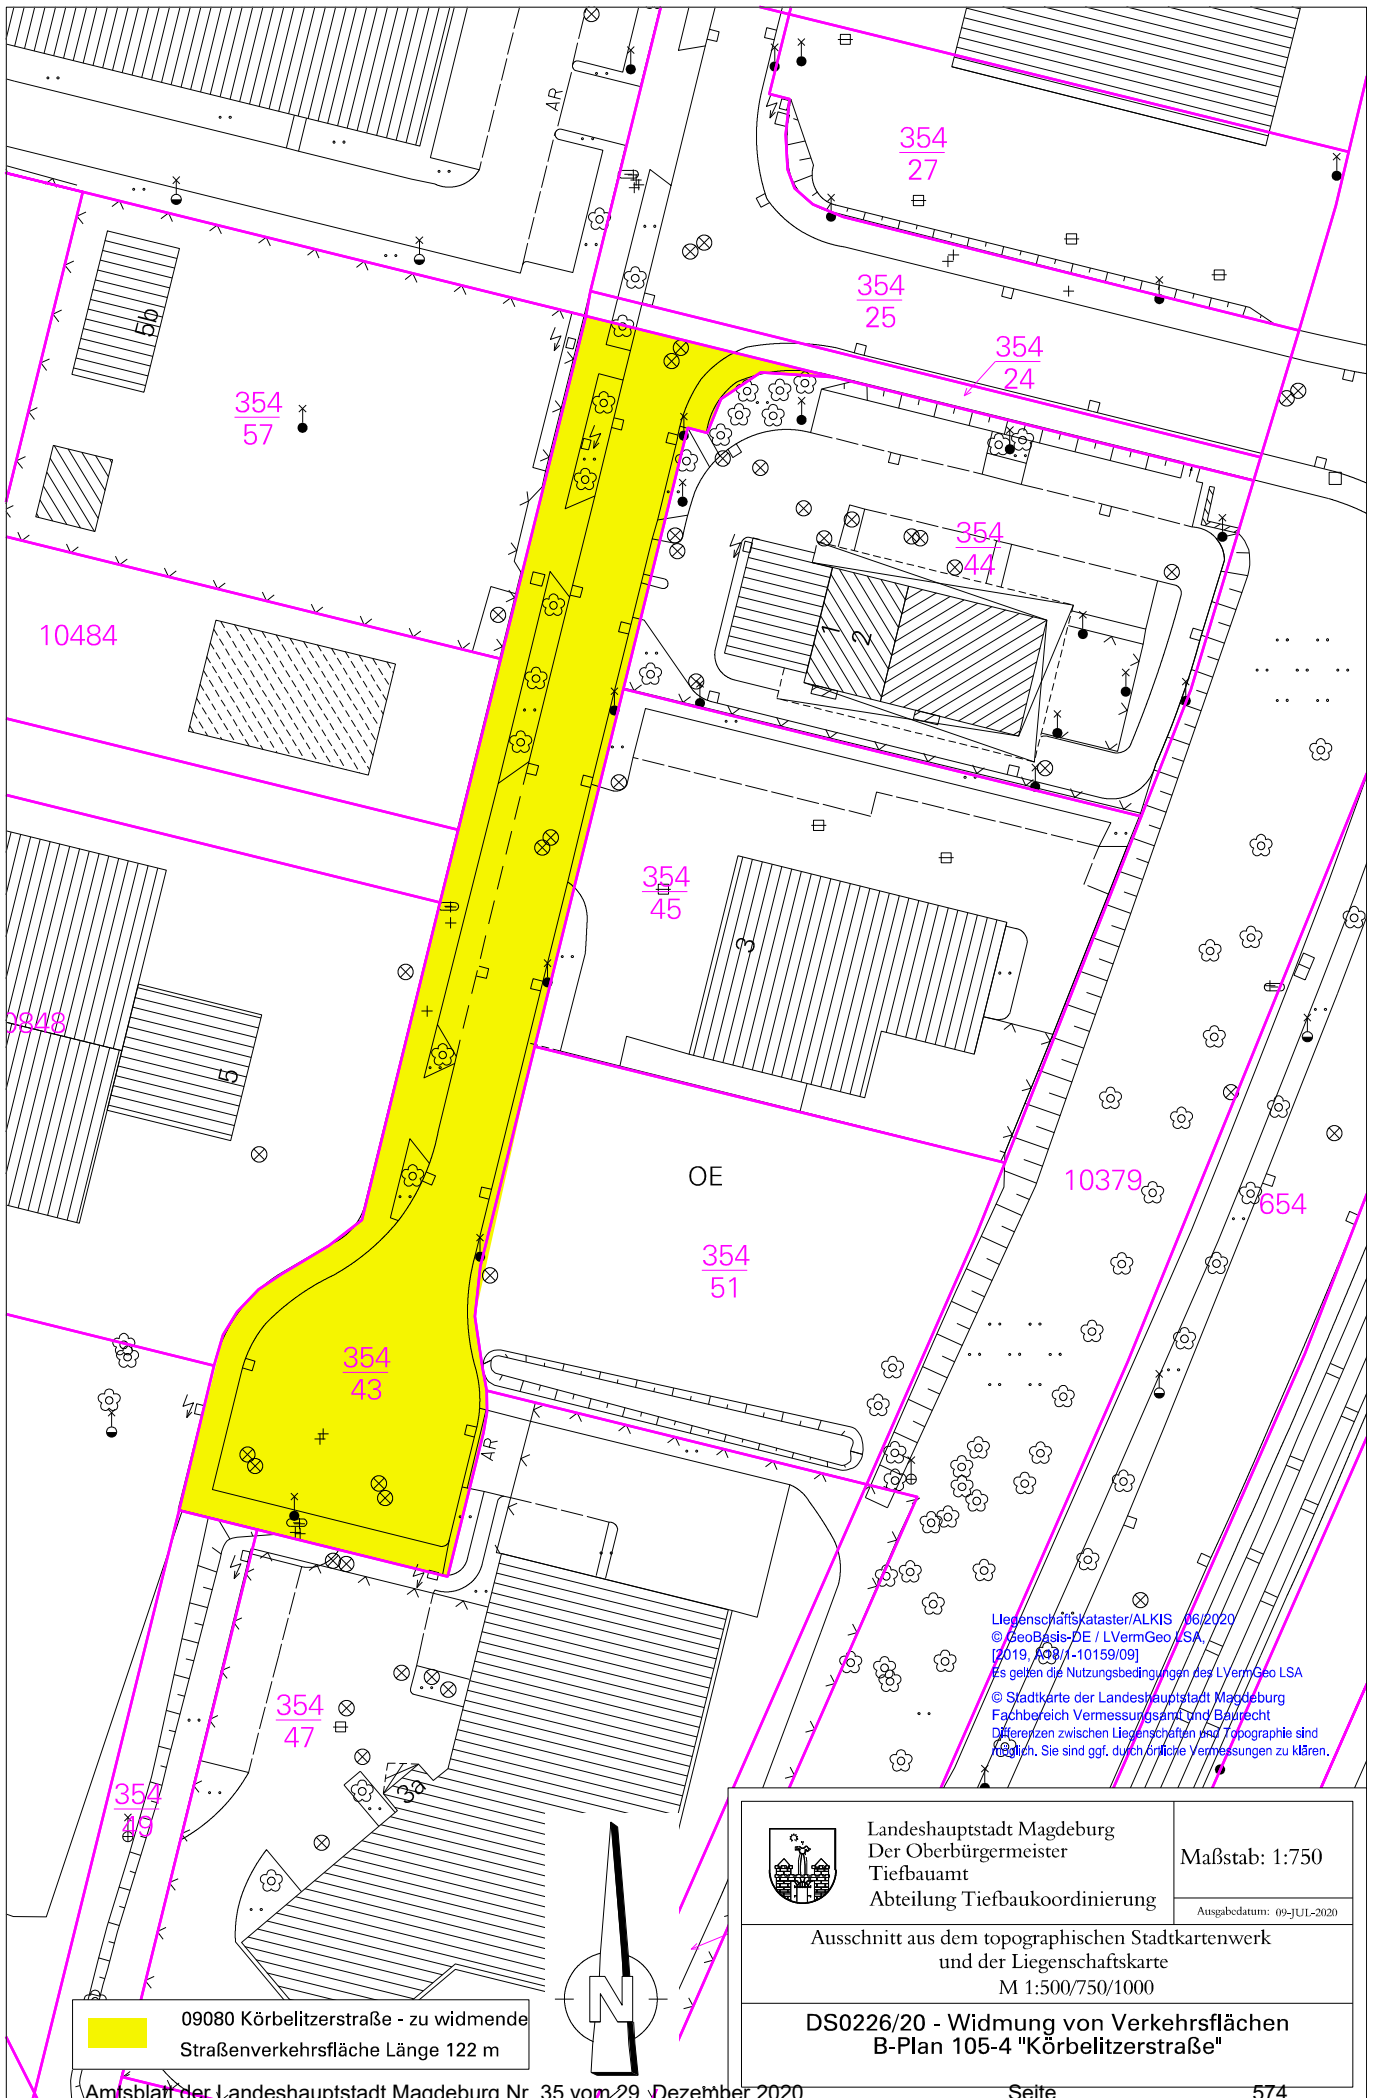 AR
354
27
354
25
354
24
5b
354
57
354
44
1
2
10484
354
45
3
5
OE
10379
654
354
51
354
43
AR
354
47
354
49
3a
Liegenschaftskataster/ALKIS 06/2020
© GeoBasis-DE / LVermGeo LSA,
[2019, A18/1-10159/09]
Es gelten die Nutzungsbedingungen des LVermGeo LSA
© Stadtkarte der Landeshauptstadt Magdeburg
Fachbereich Vermessungsamt und Baurecht
Differenzen zwischen Liegenschaften und Topographie sind
möglich. Sie sind ggf. durch örtliche Vermessungen zu klären.
Landeshauptstadt Magdeburg
Der Oberbürgermeister
Tiefbauamt
Abteilung Tiefbaukoordinierung
Maßstab: 1:750
Ausgabedatum: 09-JUL-2020
Ausschnitt aus dem topographischen Stadtkartenwerk
und der Liegenschaftskarte
M 1:500/750/1000
DS0226/20 - Widmung von Verkehrsflächen
B-Plan 105-4 "Körbelitzerstraße"
N
09080 Körbelitzerstraße - zu widmende
Straßenverkehrsfläche Länge 122 m
Amtsblatt der Landeshauptstadt Magdeburg Nr. 35 vom 29. Dezember 2020 Seite 574